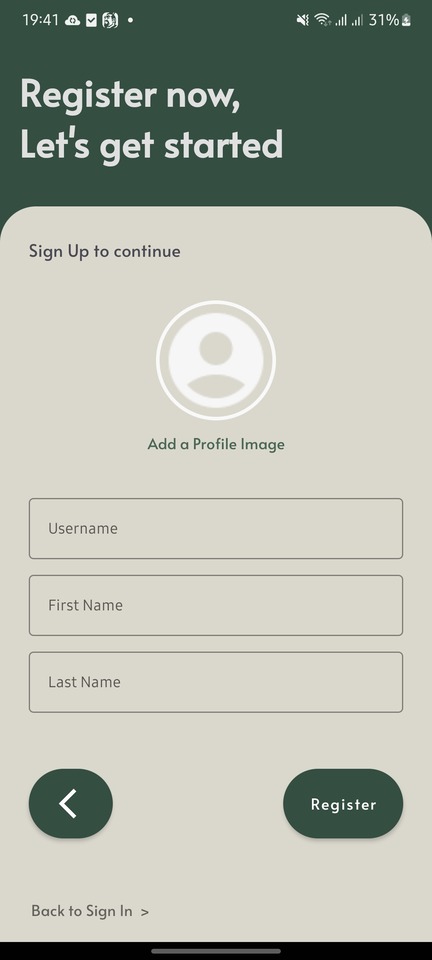 19:41
31%
Register now,
Let's get started
Sign Up to continue
Add a Profile Image
Username
First Name
Last Name
Register
Back to Sign In >